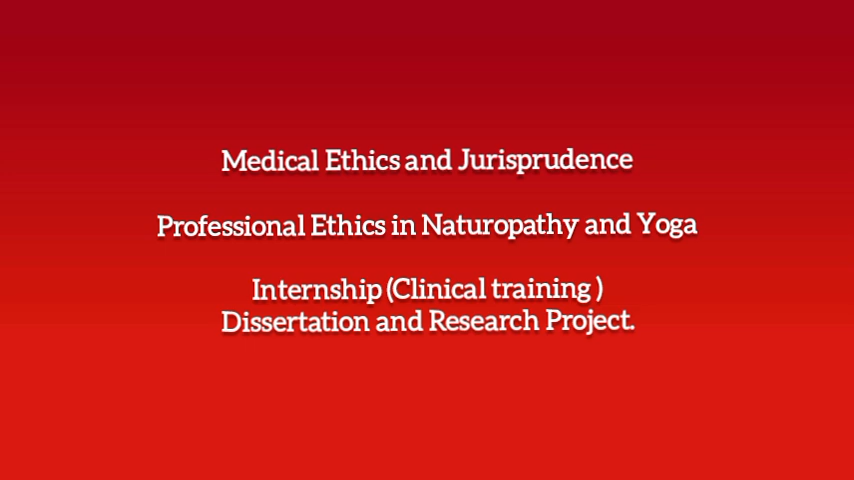 Medical Ethics and Jurisprudence
Professional Ethics in Naturopathy and Yoga
Internship (Clinical training )
Dissertation and Research Project.